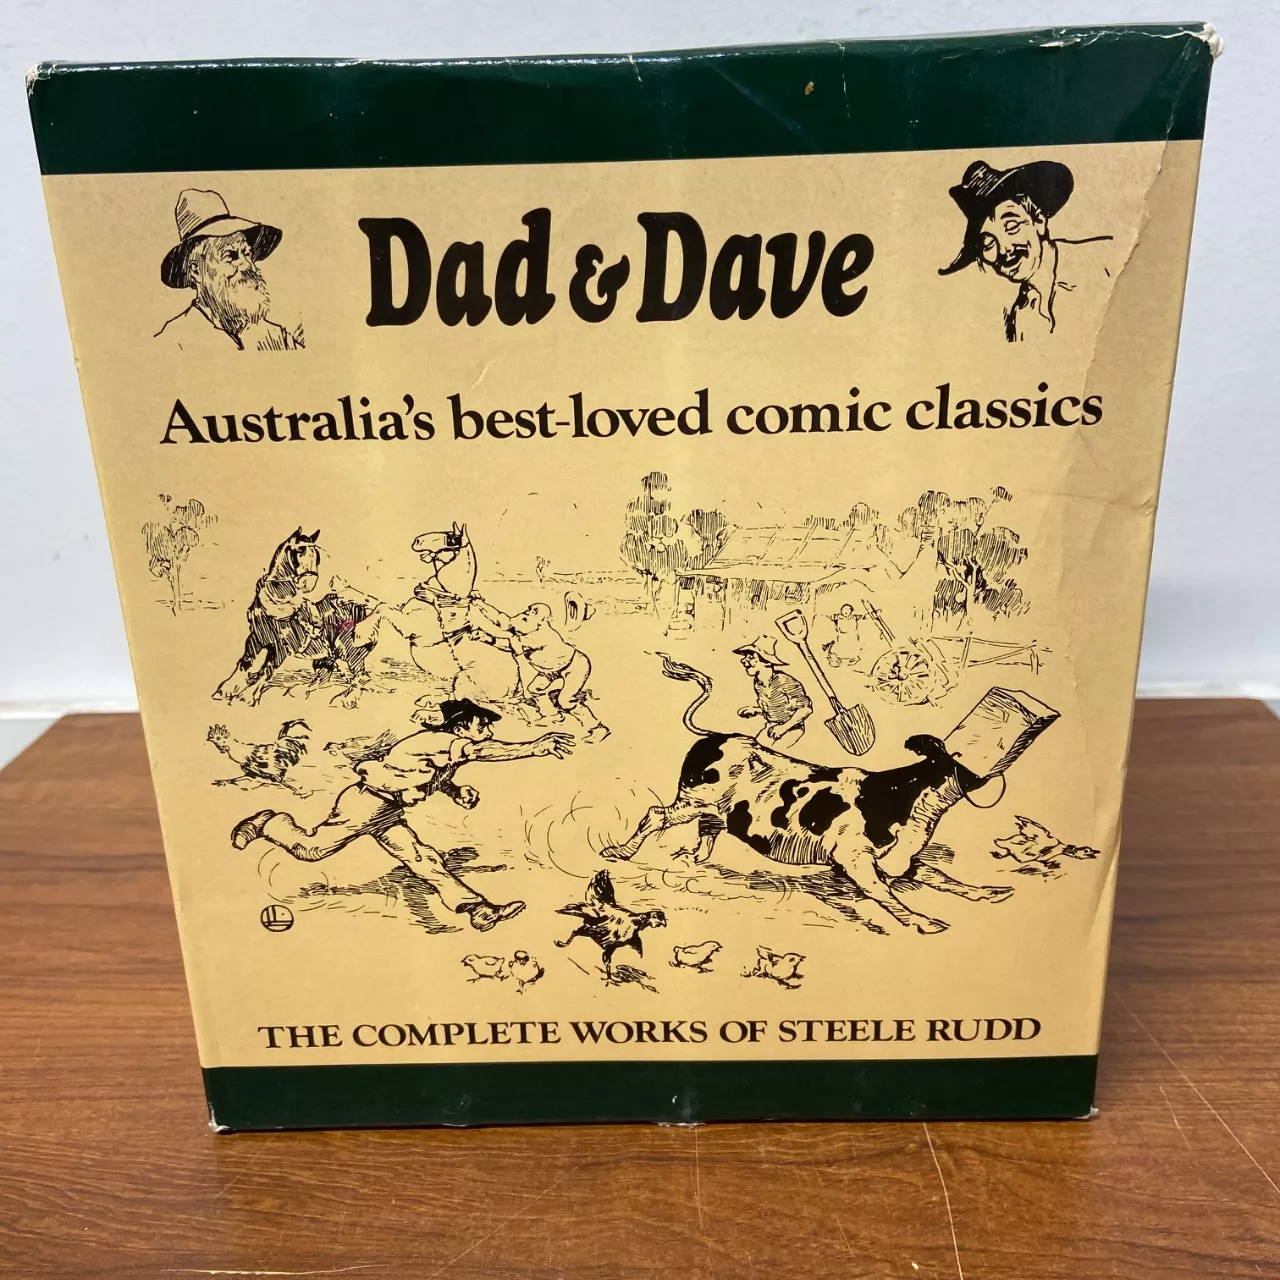 Dad & Dave
Australia's best-loved comic classics
THE COMPLETE WORKS OF STEELE RUDD